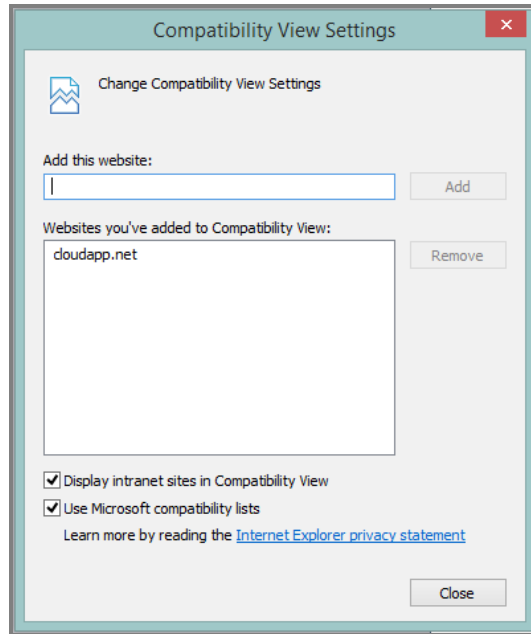 Compatibility View Settings
Change Compatibility View Settings
Add this website:
Add
Websites you've added to Compatibility View:
cloudapp.net
Remove
Display intranet sites in Compatibility View
Use Microsoft compatibility lists
Learn more by reading the Internet Explorer privacy statement
Close